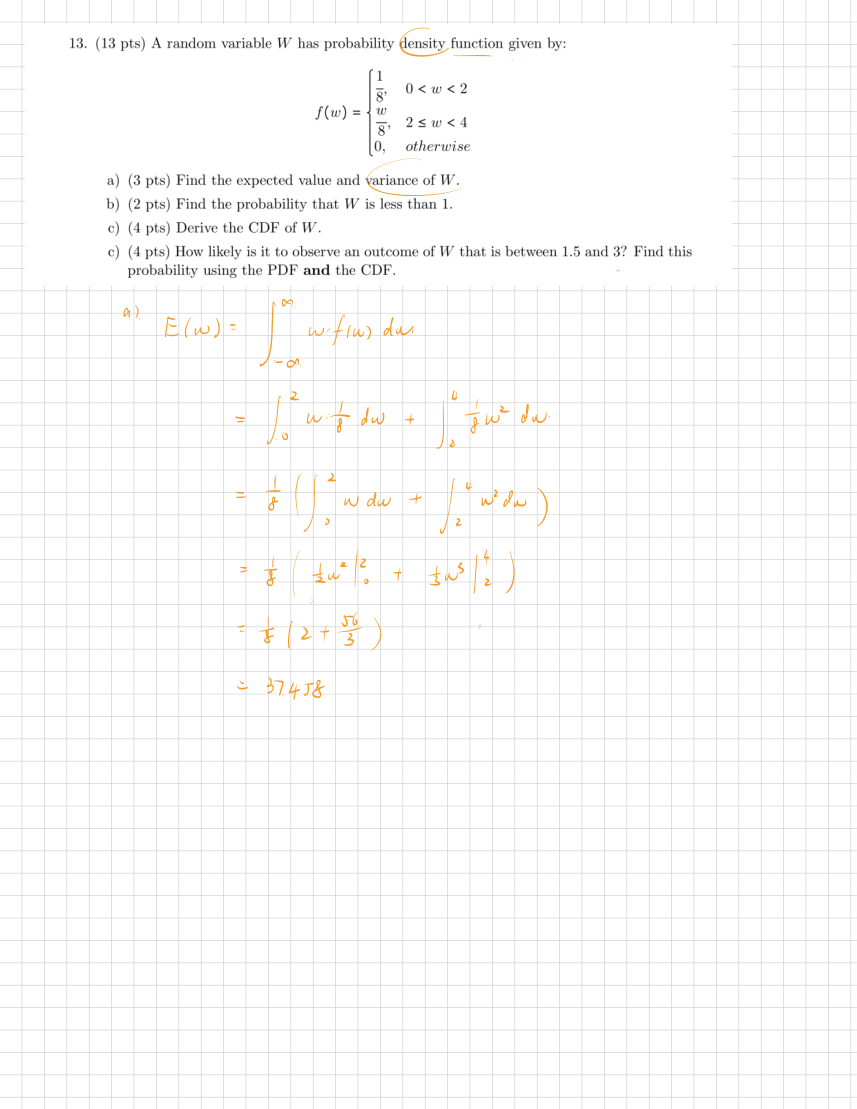 13. (13 pts) A random variable W has probability density function given by:
f(w) = { 1/8, 0 < w < 2
w/8, 2 ≤ w < 4
0, otherwise
a) (3 pts) Find the expected value and variance of W.
b) (2 pts) Find the probability that W is less than 1.
c) (4 pts) Derive the CDF of W.
c) (4 pts) How likely is it to observe an outcome of W that is between 1.5 and 3? Find this
probability using the PDF and the CDF.
a) E(w) = ∫_{-∞}^{∞} w·f(w) dw
= ∫_0^2 w·1/8 dw + ∫_2^4 1/8 w² dw.
= 1/8 ( ∫_0^2 w dw + ∫_2^4 w² dw )
= 1/8 ( 1/2 w² |_0^2 + 1/3 w³ |_2^4 )
= 1/8 ( 2 + 56/3 )
= 37458